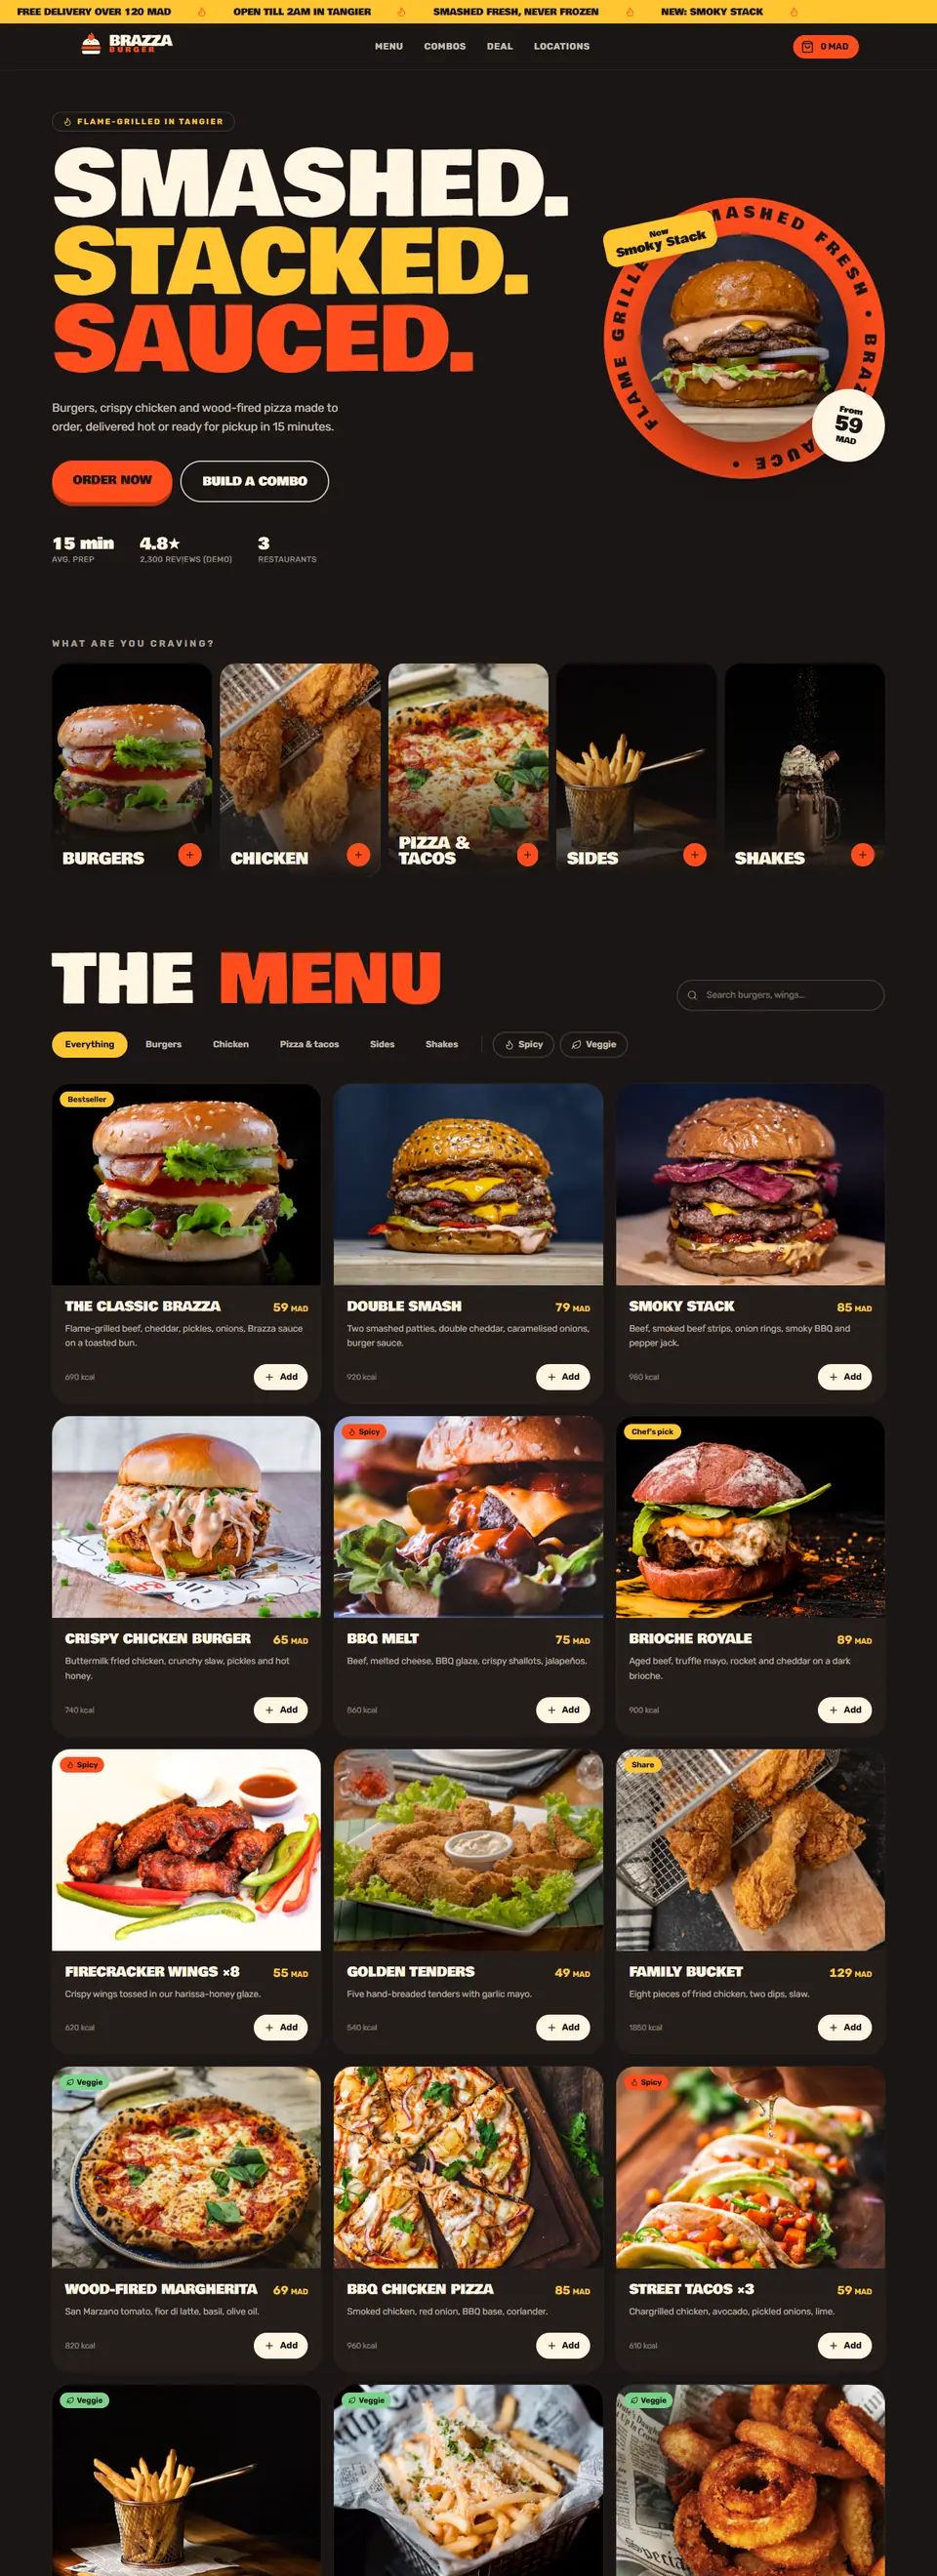 FREE DELIVERY OVER 120 MAD
OPEN TILL 2AM IN TANGIER
SMASHED FRESH, NEVER FROZEN
NEW: SMOKY STACK
BRAZZA
BURGER
MENU
COMBOS
DEAL
LOCATIONS
0 MAD
FLAME-GRILLED IN TANGIER
SMASHED.
STACKED.
SAUCED.
New
Smoky Stack
FLAME GRILLE
MASHED FRESH • BRAZ
AUCE •
From
59
MAD
Burgers, crispy chicken and wood-fired pizza made to
order, delivered hot or ready for pickup in 15 minutes.
ORDER NOW
BUILD A COMBO
15 min
AVG. PREP
4.8★
2,300 REVIEWS (DEMO)
3
RESTAURANTS
WHAT ARE YOU CRAVING?
BURGERS
CHICKEN
PIZZA &
TACOS
SIDES
SHAKES
THE MENU
Search burgers, wings...
Everything
Burgers
Chicken
Pizza & tacos
Sides
Shakes
Spicy
Veggie
Bestseller
THE CLASSIC BRAZZA 59 MAD
Flame-grilled beef, cheddar, pickles, onions, Brazza sauce
on a toasted bun.
690 kcal
+ Add
DOUBLE SMASH 79 MAD
Two smashed patties, double cheddar, caramelised onions,
burger sauce.
920 kcal
+ Add
SMOKY STACK 85 MAD
Beef, smoked beef strips, onion rings, smoky BBQ and
pepper jack.
980 kcal
+ Add
CRISPY CHICKEN BURGER 65 MAD
Buttermilk fried chicken, crunchy slaw, pickles and hot
honey.
740 kcal
+ Add
Spicy
BBQ MELT 75 MAD
Beef, melted cheese, BBQ glaze, crispy shallots, jalapeños.
860 kcal
+ Add
Chef's pick
BRIOCHE ROYALE 89 MAD
Aged beef, truffle mayo, rocket and cheddar on a dark
brioche.
900 kcal
+ Add
Spicy
FIRECRACKER WINGS ×8 55 MAD
Crispy wings tossed in our harissa-honey glaze.
620 kcal
+ Add
GOLDEN TENDERS 49 MAD
Five hand-breaded tenders with garlic mayo.
540 kcal
+ Add
Share
FAMILY BUCKET 129 MAD
Eight pieces of fried chicken, two dips, slaw.
1850 kcal
+ Add
Veggie
WOOD-FIRED MARGHERITA 69 MAD
San Marzano tomato, fior di latte, basil, olive oil.
820 kcal
+ Add
BBQ CHICKEN PIZZA 85 MAD
Smoked chicken, red onion, BBQ base, coriander.
960 kcal
+ Add
Spicy
STREET TACOS ×3 59 MAD
Chargrilled chicken, avocado, pickled onions, lime.
610 kcal
+ Add
Veggie
Veggie
Veggie